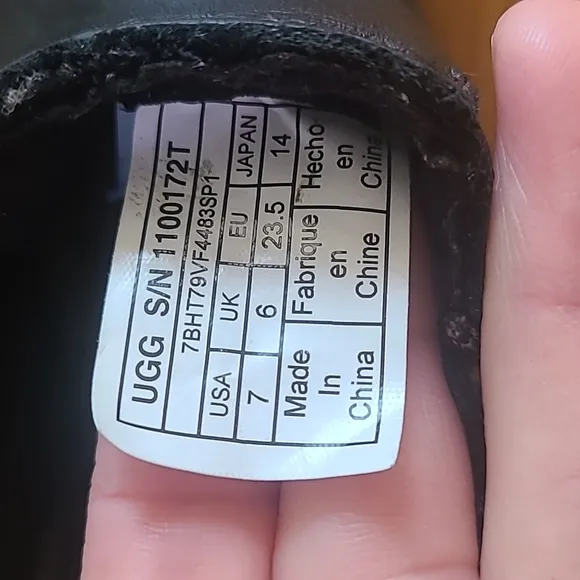 UGG S/N 1100172T
7BHT79VF4483SP1
USA UK EU JAPAN
7 6 23.5 14
Made In China
Fabrique en Chine
Hecho en China